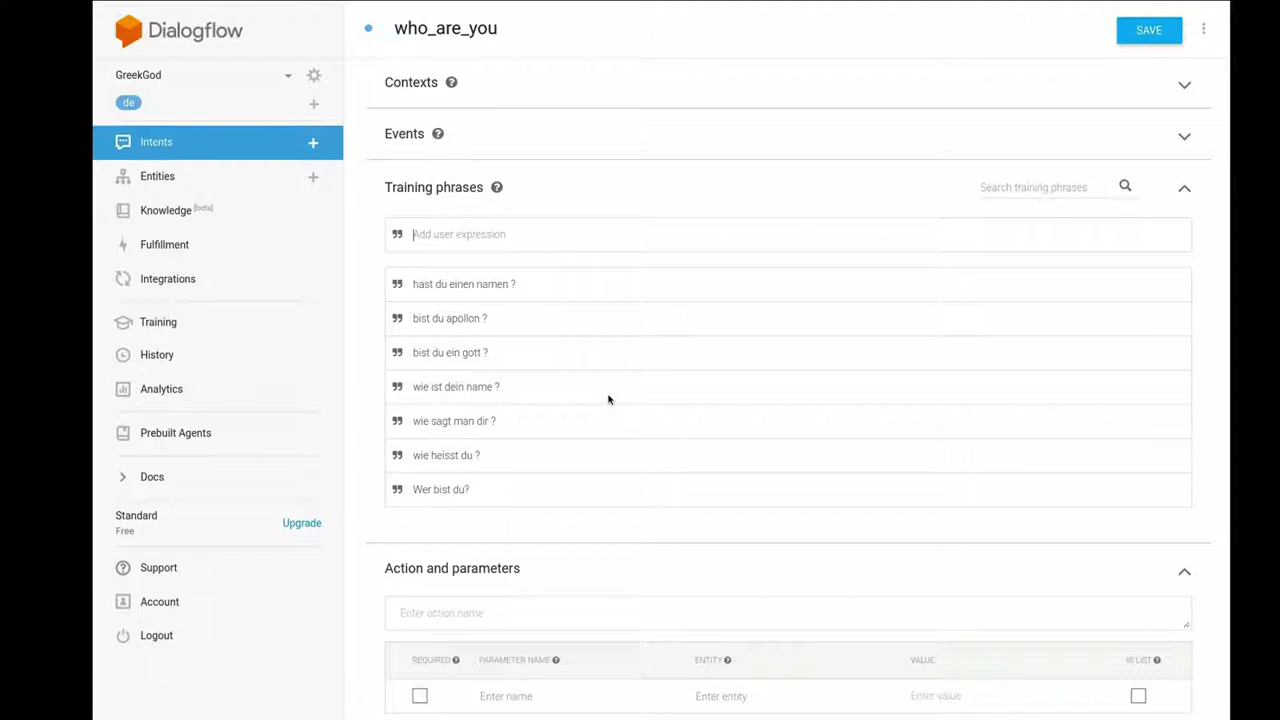 Dialogflow
GreekGod
de
Intents
Entities
Knowledge [beta]
Fulfillment
Integrations
Training
History
Analytics
Prebuilt Agents
Docs
Standard
Free
Upgrade
Support
Account
Logout
who_are_you
SAVE
Contexts
Events
Training phrases
Search training phrases
Add user expression
hast du einen namen ?
bist du apollon ?
bist du ein gott ?
wie ist dein name ?
wie sagt man dir ?
wie heisst du ?
Wer bist du?
Action and parameters
Enter action name
REQUIRED PARAMETER NAME ENTITY VALUE IS LIST
Enter name Enter entity Enter value